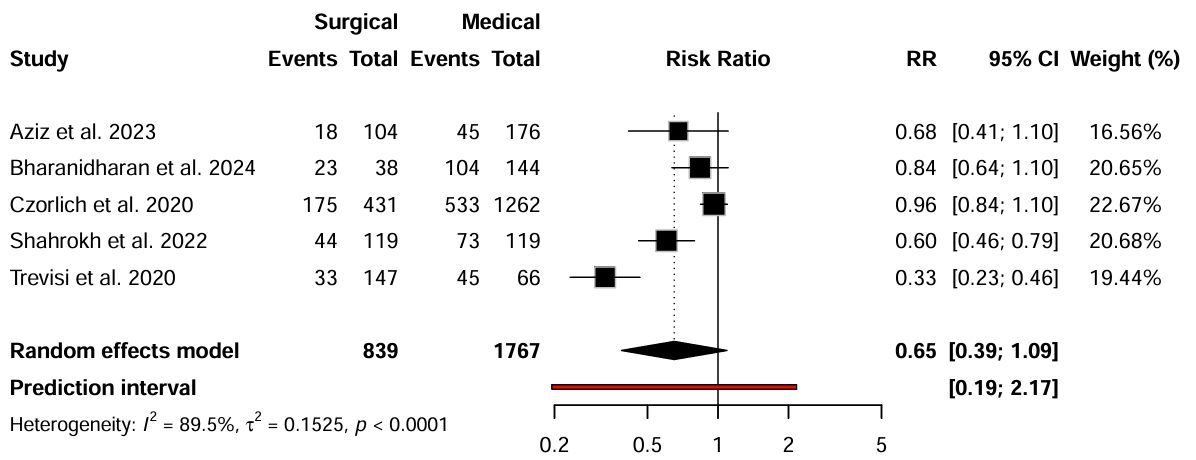 Surgical Medical
Study Events Total Events Total Risk Ratio RR 95% CI Weight (%)
Aziz et al. 2023 18 104 45 176 0.68 [0.41; 1.10] 16.56%
Bharanidharan et al. 2024 23 38 104 144 0.84 [0.64; 1.10] 20.65%
Czorlich et al. 2020 175 431 533 1262 0.96 [0.84; 1.10] 22.67%
Shahrokh et al. 2022 44 119 73 119 0.60 [0.46; 0.79] 20.68%
Trevisi et al. 2020 33 147 45 66 0.33 [0.23; 0.46] 19.44%
Random effects model 839 1767 0.65 [0.39; 1.09]
Prediction interval [0.19; 2.17]
Heterogeneity: I² = 89.5%, τ² = 0.1525, p < 0.0001
0.2 0.5 1 2 5